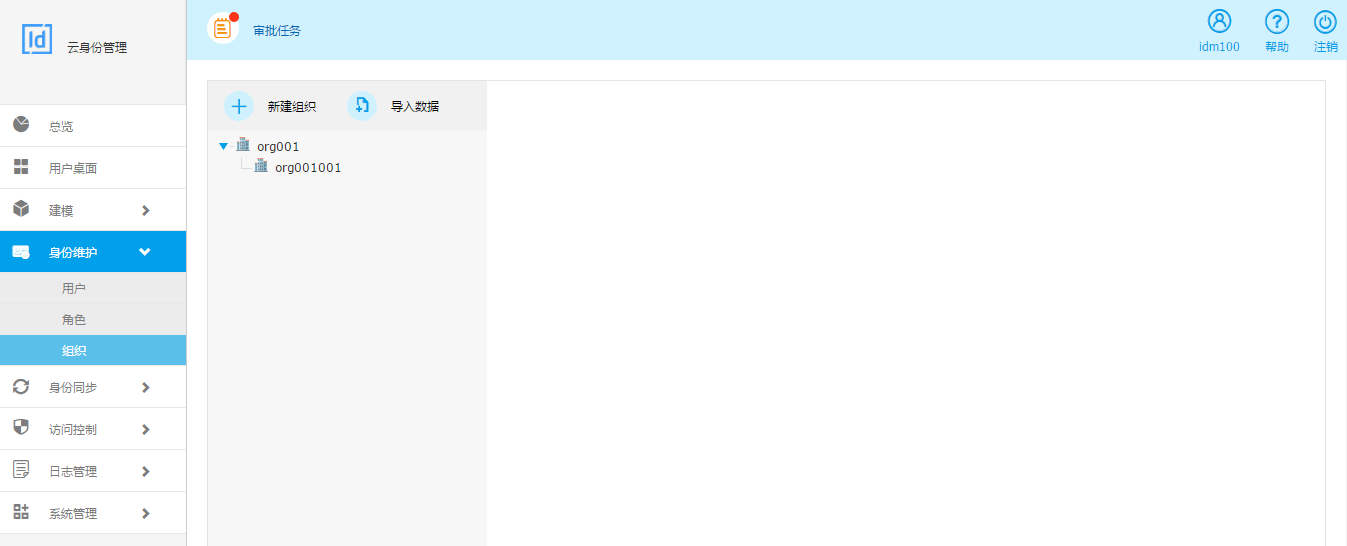 Id
云身份管理
审批任务
idm100
帮助
注销
总览
用户桌面
建模
身份维护
用户
角色
组织
身份同步
访问控制
日志管理
系统管理
新建组织
导入数据
org001
org001001